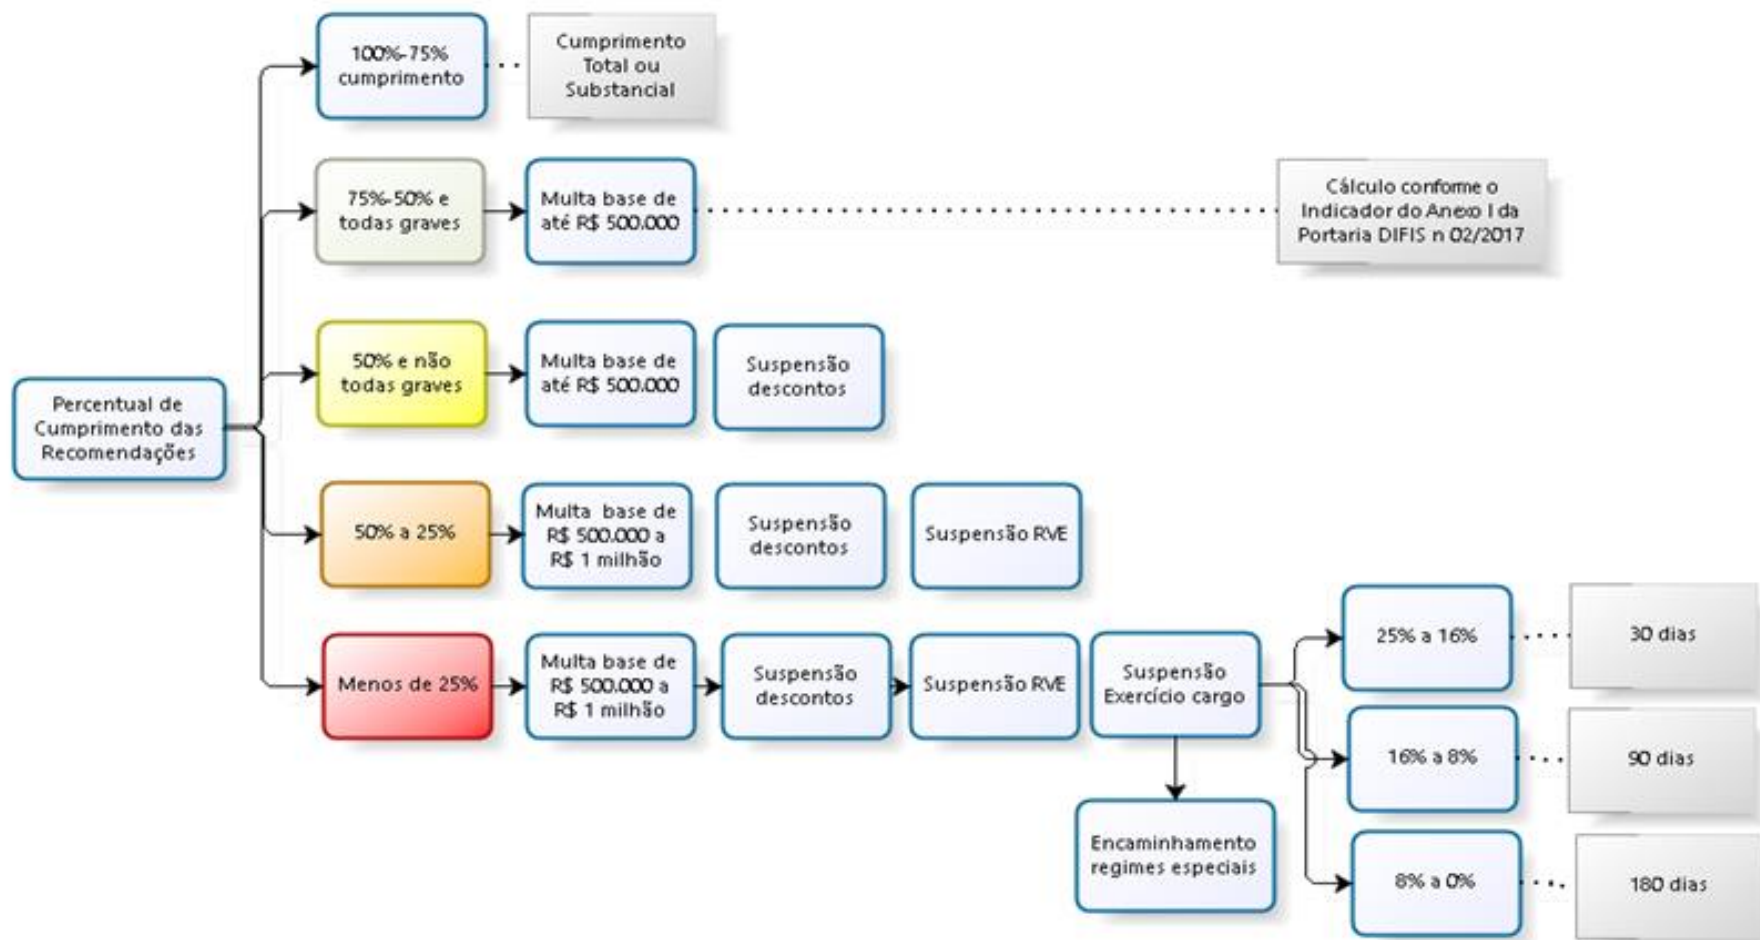 100%-75%
cumprimento
Cumprimento
Total ou
Substancial
75%-50% e
todas graves
Multa base de
até R$ 500.000
Cálculo conforme o
Indicador do Anexo I da
Portaria DIFIS n 02/2017
50% e não
todas graves
Multa base de
até R$ 500.000
Suspensão
descontos
Percentual de
Cumprimento das
Recomendações
50% a 25%
Multa base de
R$ 500.000 a
R$ 1 milhão
Suspensão
descontos
Suspensão RVE
Menos de 25%
Multa base de
R$ 500.000 a
R$ 1 milhão
Suspensão
descontos
Suspensão RVE
Suspensão
Exercício cargo
25% a 16%
30 dias
16% a 8%
90 dias
Encaminhamento
regimes especiais
8% a 0%
180 dias